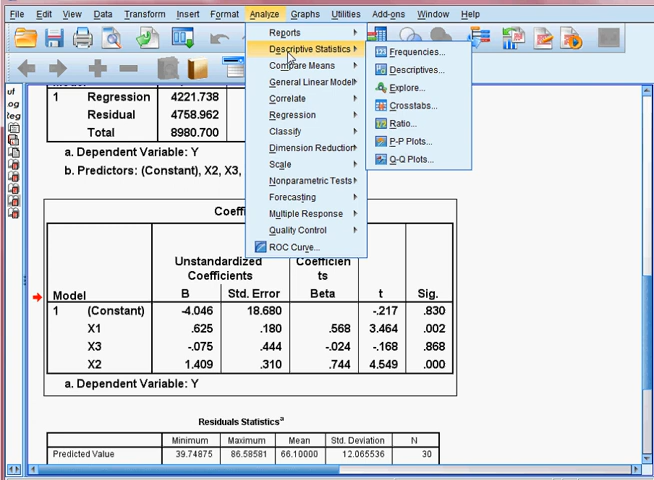 File Edit View Data Transform Insert Format Analyze Graphs Utilities Add-ons Window Help
Reports
Descriptive Statistics
Compare Means
General Linear Model
Correlate
Regression
Classify
Dimension Reduction
Scale
Nonparametric Tests
Forecasting
Multiple Response
Quality Control
ROC Curve...
Frequencies...
Descriptives...
Explore...
Crosstabs...
Ratio...
P-P Plots...
Q-Q Plots...
og
1 Regression 4221.738
Residual 4758.962
Total 8980.700
a. Dependent Variable: Y
b. Predictors: (Constant), X2, X3,
Coeffi
Unstandardized Coefficien
Coefficients ts
Model B Std. Error Beta t Sig.
1 (Constant) -4.046 18.680 -.217 .830
X1 .625 .180 .568 3.464 .002
X3 -.075 .444 -.024 -.168 .868
X2 1.409 .310 .744 4.549 .000
a. Dependent Variable: Y
Residuals Statisticsa
Minimum Maximum Mean Std. Deviation N
Predicted Value 39.74875 86.58581 66.10000 12.065536 30